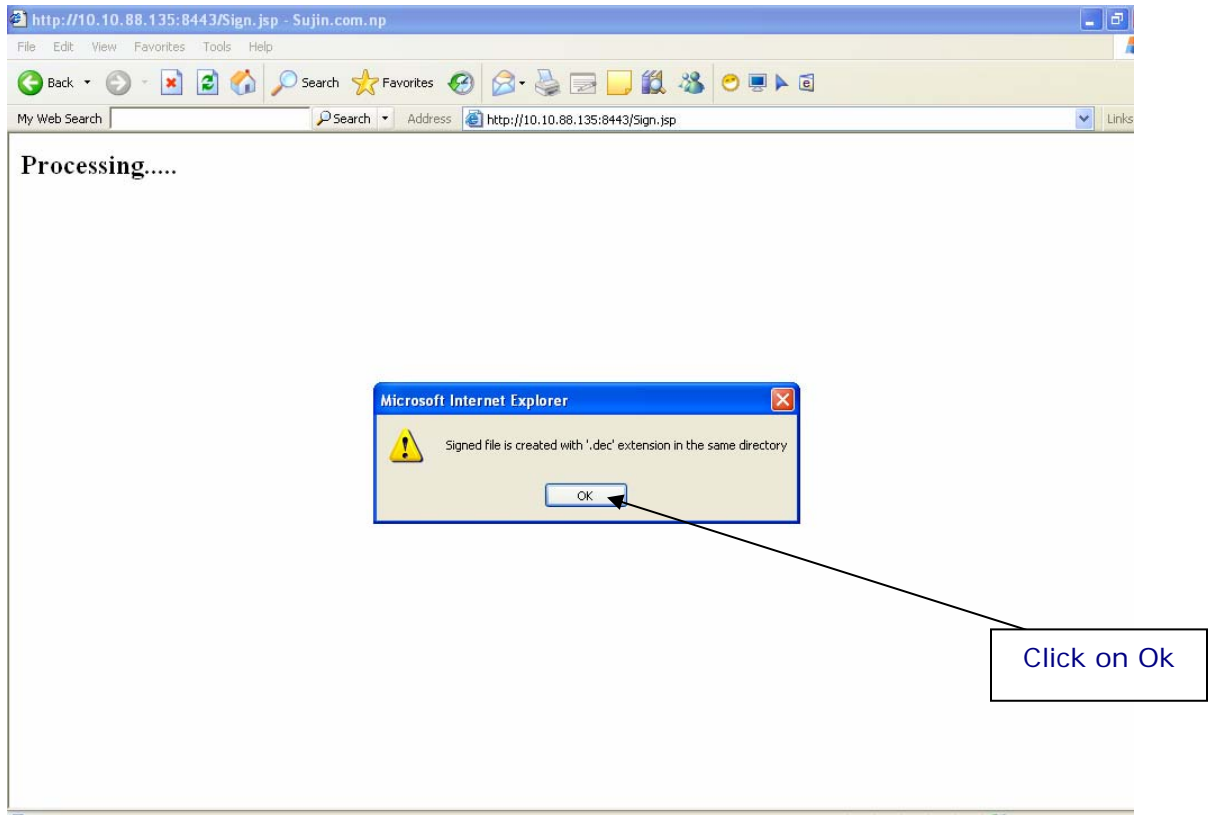 http://10.10.88.135:8443/Sign.jsp - Sujin.com.np
File Edit View Favorites Tools Help
Back Search Favorites
My Web Search Search Address http://10.10.88.135:8443/Sign.jsp Links
Processing.....
Microsoft Internet Explorer
Signed file is created with '.dec' extension in the same directory
OK
Click on Ok